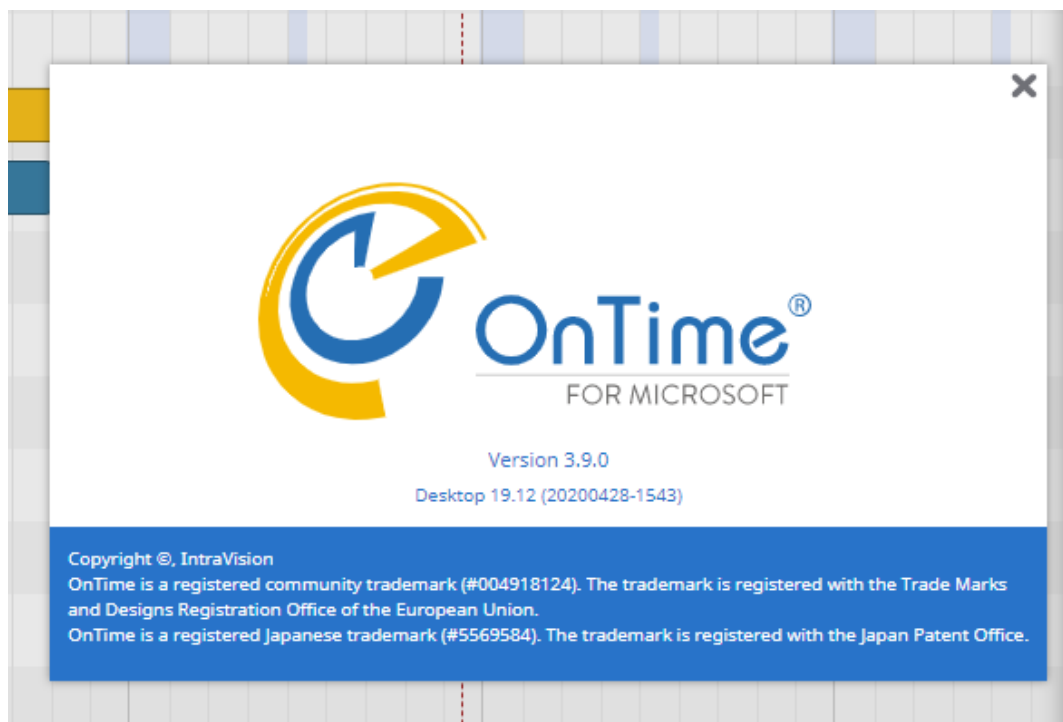 OnTime®
FOR MICROSOFT
Version 3.9.0
Desktop 19.12 (20200428-1543)
Copyright ©, IntraVision
OnTime is a registered community trademark (#004918124). The trademark is registered with the Trade Marks
and Designs Registration Office of the European Union.
OnTime is a registered Japanese trademark (#5569584). The trademark is registered with the Japan Patent Office.